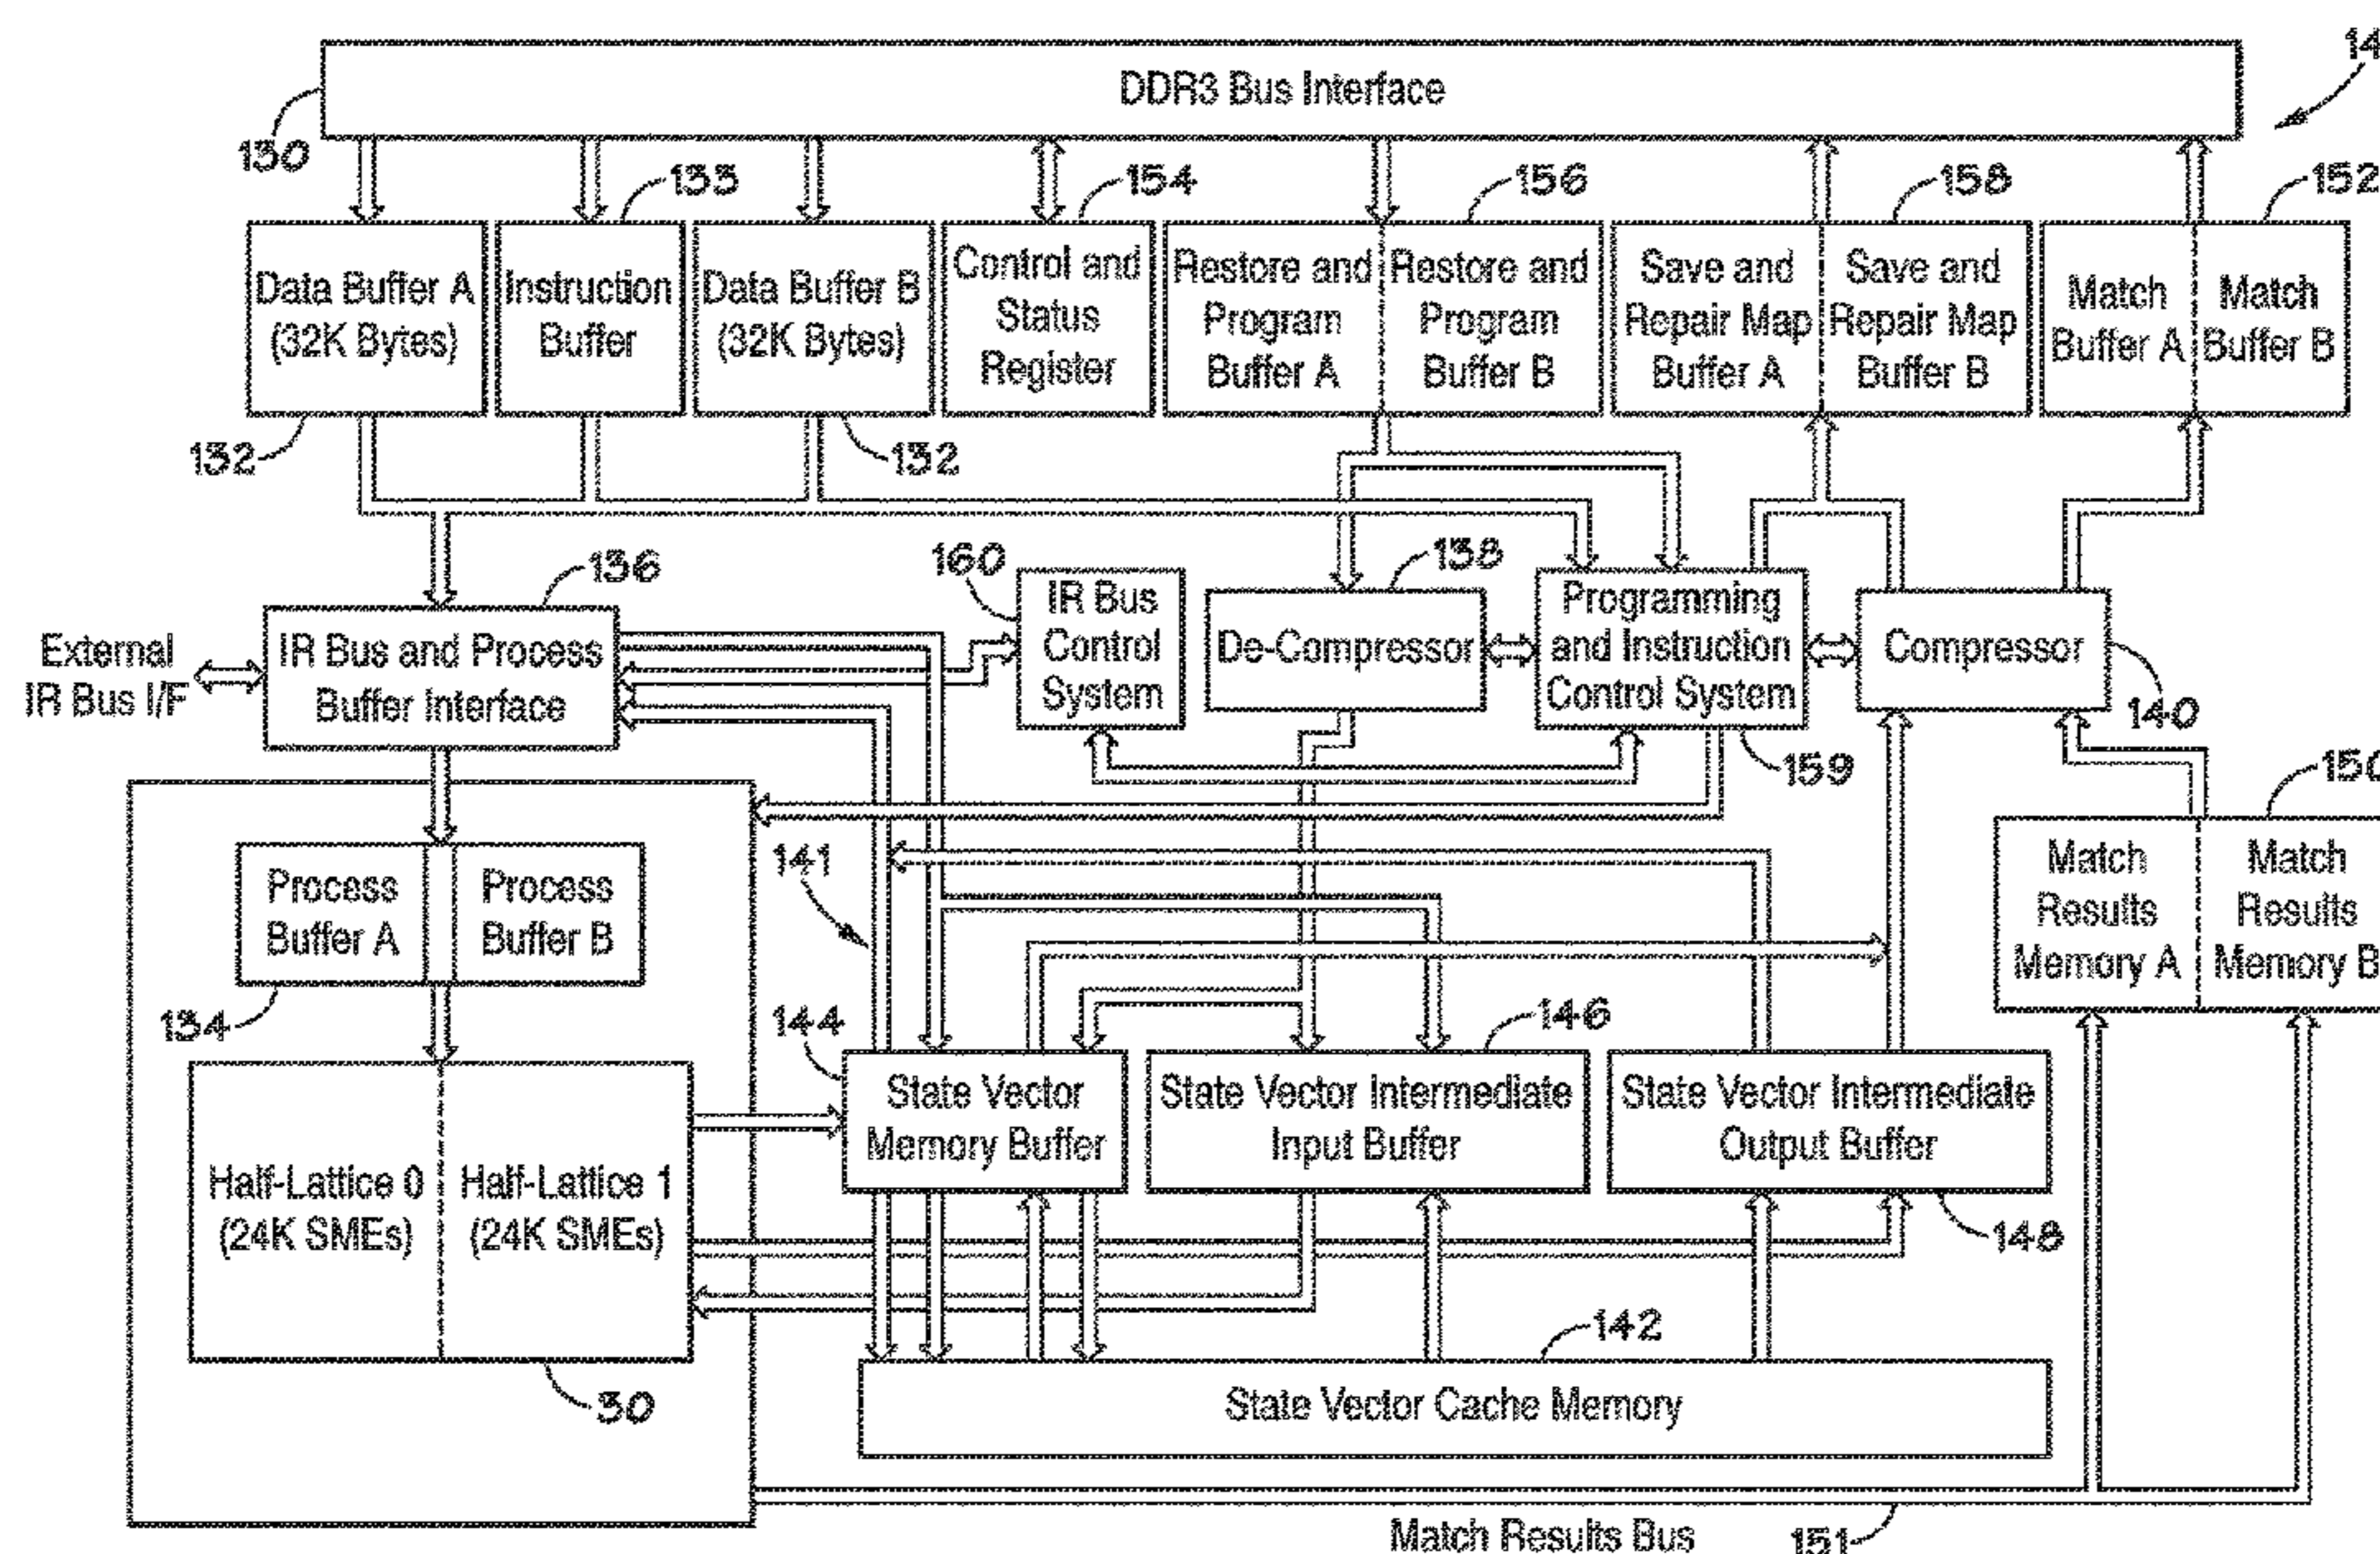 14
DDR3 Bus Interface
130
133
154
156
158
152
Data Buffer A
(32K Bytes)
Instruction
Buffer
Data Buffer B
(32K Bytes)
Control and
Status
Register
Restore and
Program
Buffer A
Restore and
Program
Buffer B
Save and
Repair Map
Buffer A
Save and
Repair Map
Buffer B
Match
Buffer A
Match
Buffer B
132
132
136
160
138
External
IR Bus I/F
IR Bus and Process
Buffer Interface
IR Bus
Control
System
De-Compressor
Programming
and Instruction
Control System
Compressor
140
159
150
141
Process
Buffer A
Process
Buffer B
Match
Results
Memory A
Match
Results
Memory B
134
144
146
State Vector
Memory Buffer
State Vector Intermediate
Input Buffer
State Vector Intermediate
Output Buffer
Half-Lattice 0
(24K SMEs)
Half-Lattice 1
(24K SMEs)
148
142
30
State Vector Cache Memory
Match Results Bus
151